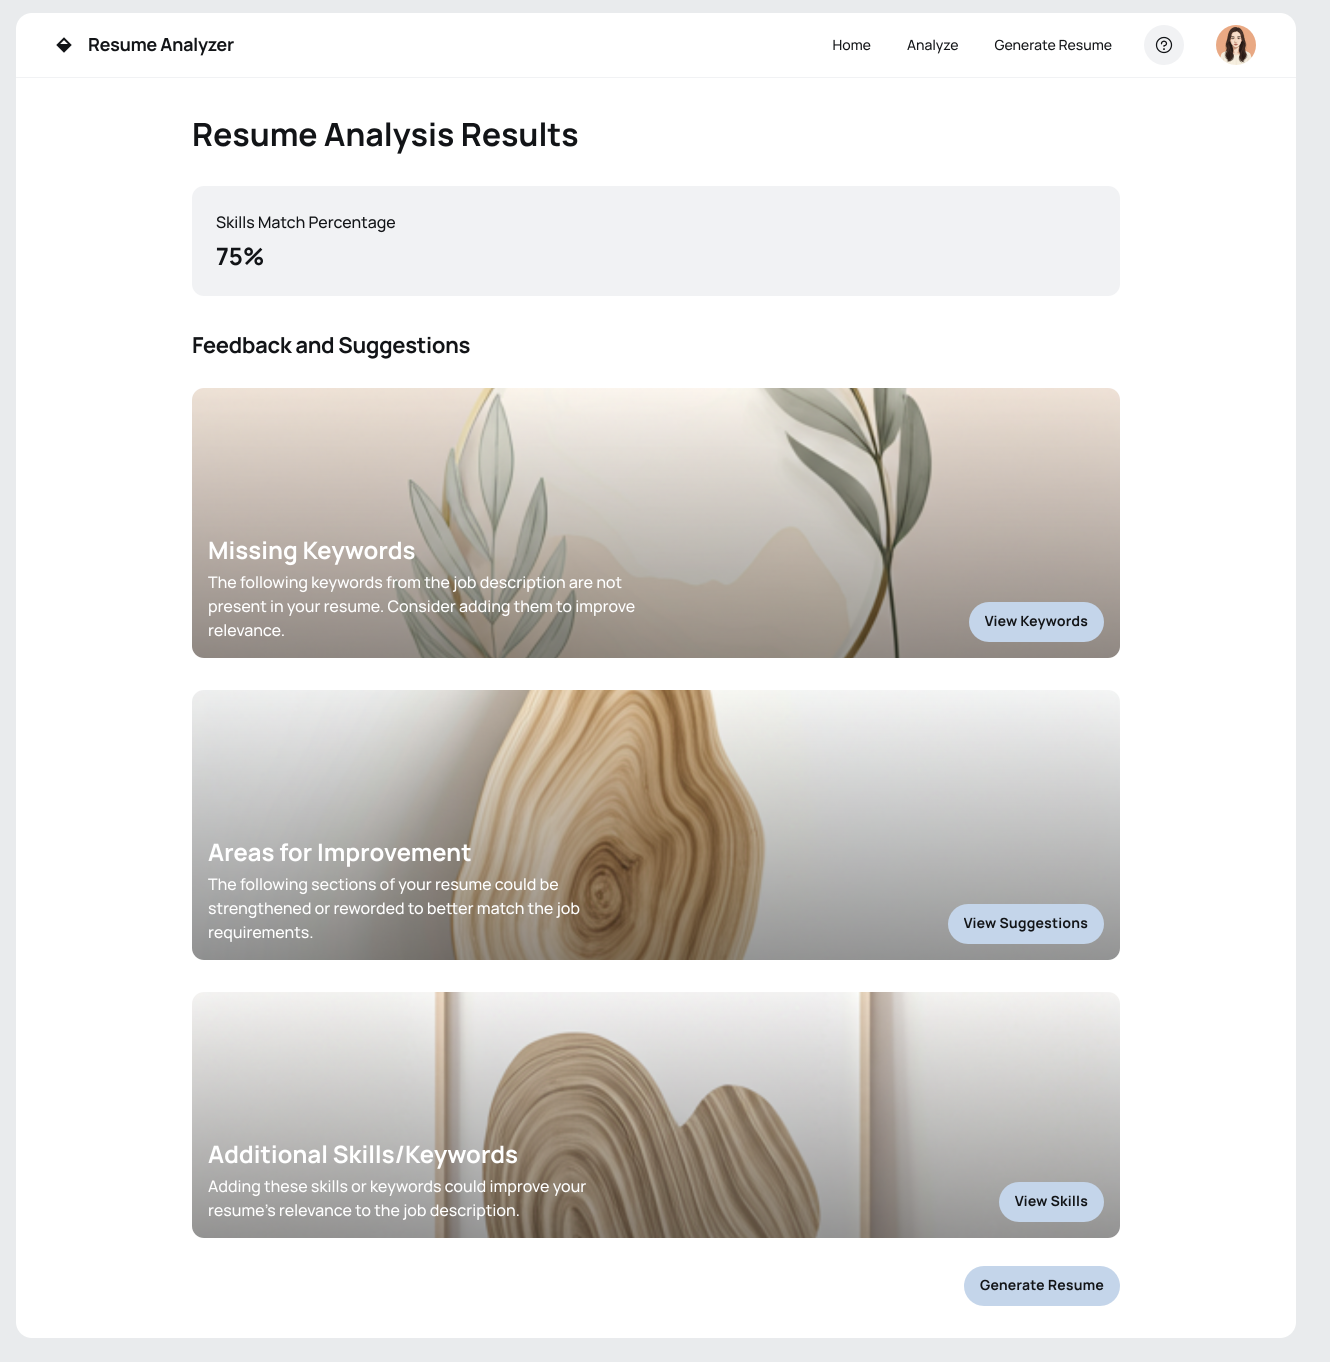 Resume Analyzer
Home
Analyze
Generate Resume
Resume Analysis Results
Skills Match Percentage
75%
Feedback and Suggestions
Missing Keywords
The following keywords from the job description are not
present in your resume. Consider adding them to improve
relevance.
View Keywords
Areas for Improvement
The following sections of your resume could be
strengthened or reworded to better match the job
requirements.
View Suggestions
Additional Skills/Keywords
Adding these skills or keywords could improve your
resume's relevance to the job description.
View Skills
Generate Resume